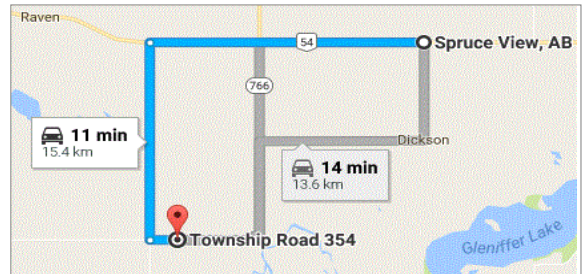 Raven
54
Spruce View, AB
766
11 min
15.4 km
Dickson
14 min
13.6 km
Township Road 354
Gleniffer Lake